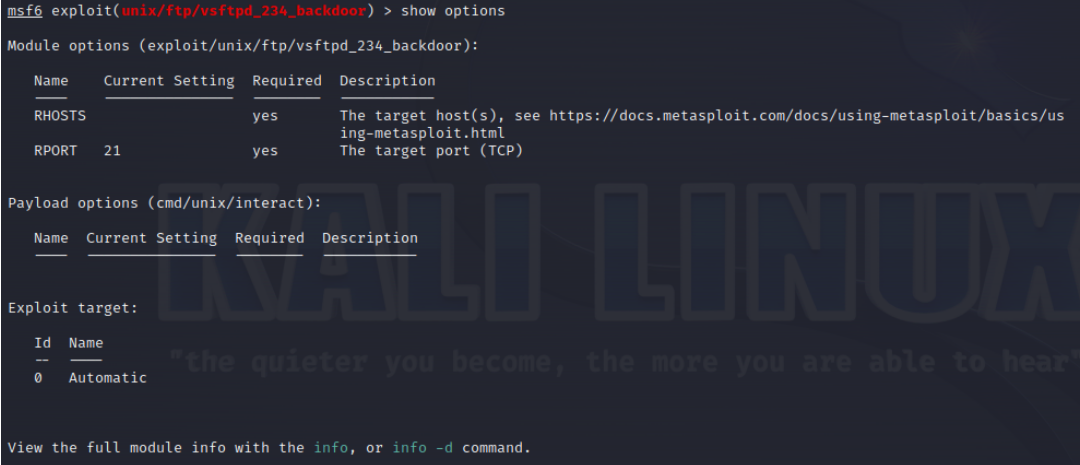 msf6 exploit(unix/ftp/vsftpd_234_backdoor) > show options
Module options (exploit/unix/ftp/vsftpd_234_backdoor):
Name Current Setting Required Description
RHOSTS yes The target host(s), see https://docs.metasploit.com/docs/using-metasploit/basics/us
ing-metasploit.html
RPORT 21 yes The target port (TCP)
Payload options (cmd/unix/interact):
Name Current Setting Required Description
Exploit target:
Id Name
-- ----
0 Automatic
View the full module info with the info, or info -d command.
KALI LINUX
"the quieter you become, the more you are able to hear"